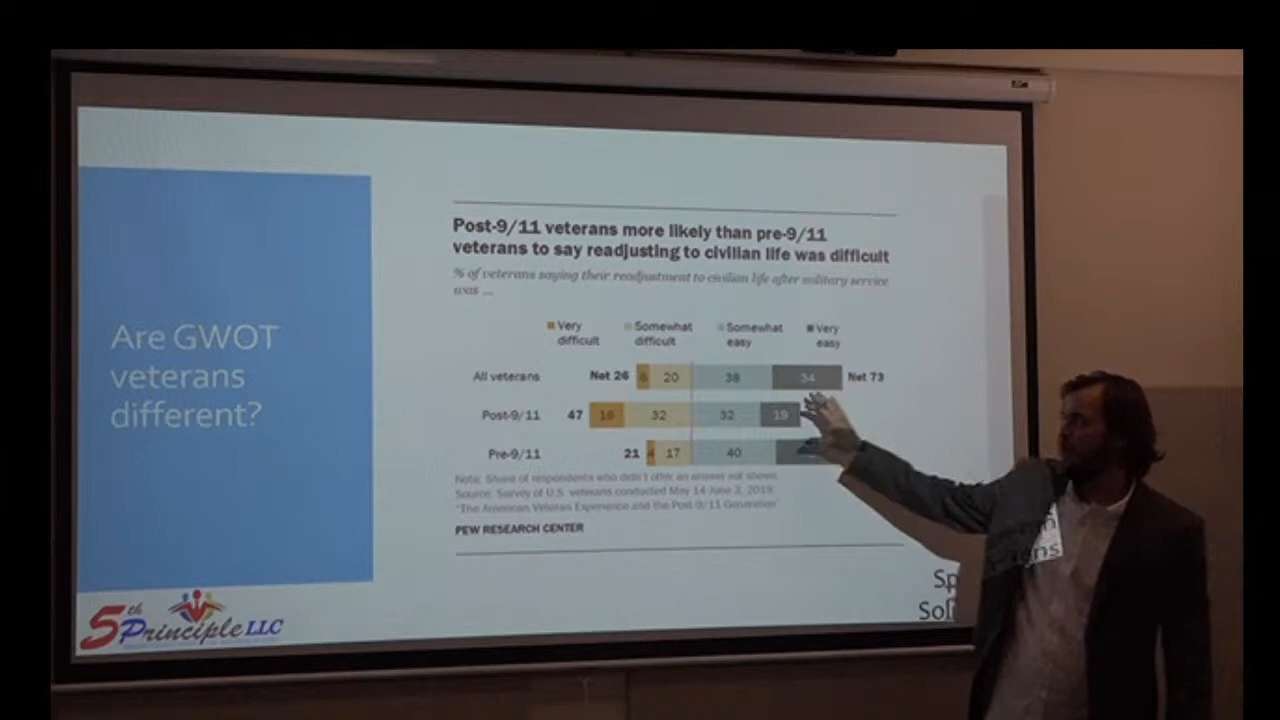 Are GWOT
veterans
different?
Post-9/11 veterans more likely than pre-9/11
veterans to say readjusting to civilian life was difficult
% of veterans saying their readjustment to civilian life after military service
was ...
Very
difficult
Somewhat
difficult
Somewhat
easy
Very
easy
All veterans Net 26 6 20 38 34 Net 73
Post-9/11 47 16 32 32 19
Pre-9/11 21 4 17 40
Note: Share of respondents who didn't offer an answer not shown.
Source: Survey of U.S. veterans conducted May 14-June 3, 2019.
"The American Veteran Experience and the Post-9/11 Generation"
PEW RESEARCH CENTER
5th Principle LLC